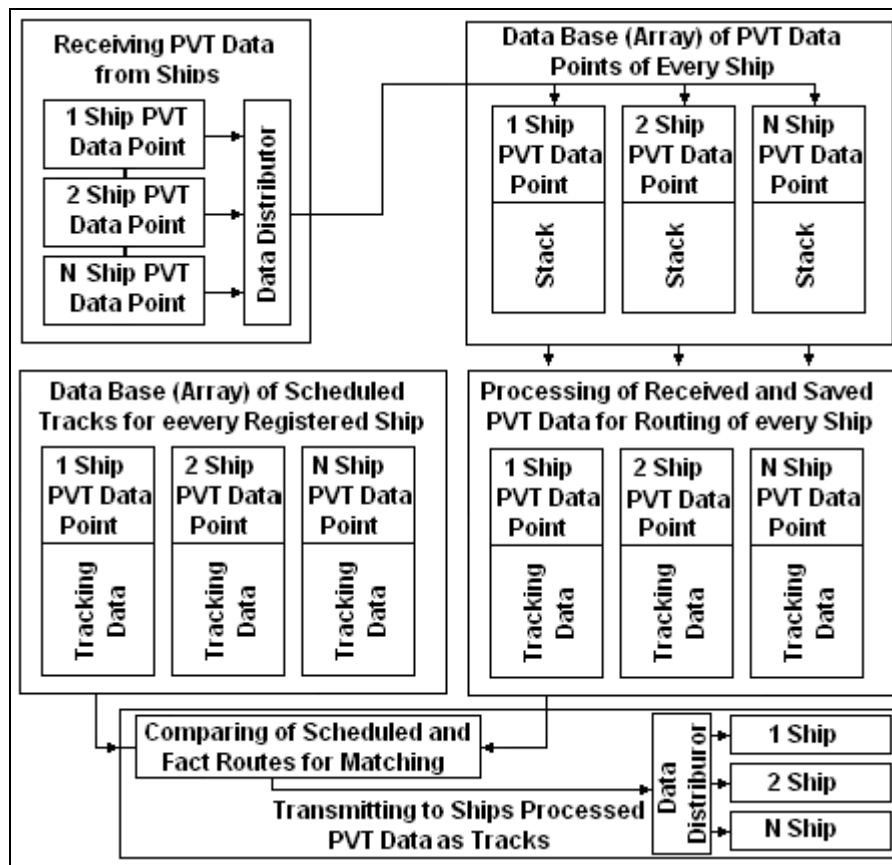 Receiving PVT Data
from Ships
1 Ship PVT
Data Point
2 Ship PVT
Data Point
N Ship PVT
Data Point
Data Distributor
Data Base (Array) of PVT Data
Points of Every Ship
1 Ship
PVT Data
Point
Stack
2 Ship
PVT Data
Point
Stack
N Ship
PVT Data
Point
Stack
Data Base (Array) of Scheduled
Tracks for eevery Registered Ship
1 Ship
PVT Data
Point
Tracking
Data
2 Ship
PVT Data
Point
Tracking
Data
N Ship
PVT Data
Point
Tracking
Data
Processing of Received and Saved
PVT Data for Routing of every Ship
1 Ship
PVT Data
Point
Tracking
Data
2 Ship
PVT Data
Point
Tracking
Data
N Ship
PVT Data
Point
Tracking
Data
Comparing of Scheduled and
Fact Routes for Matching
Transmitting to Ships Processed
PVT Data as Tracks
Data
Distriburor
1 Ship
2 Ship
N Ship